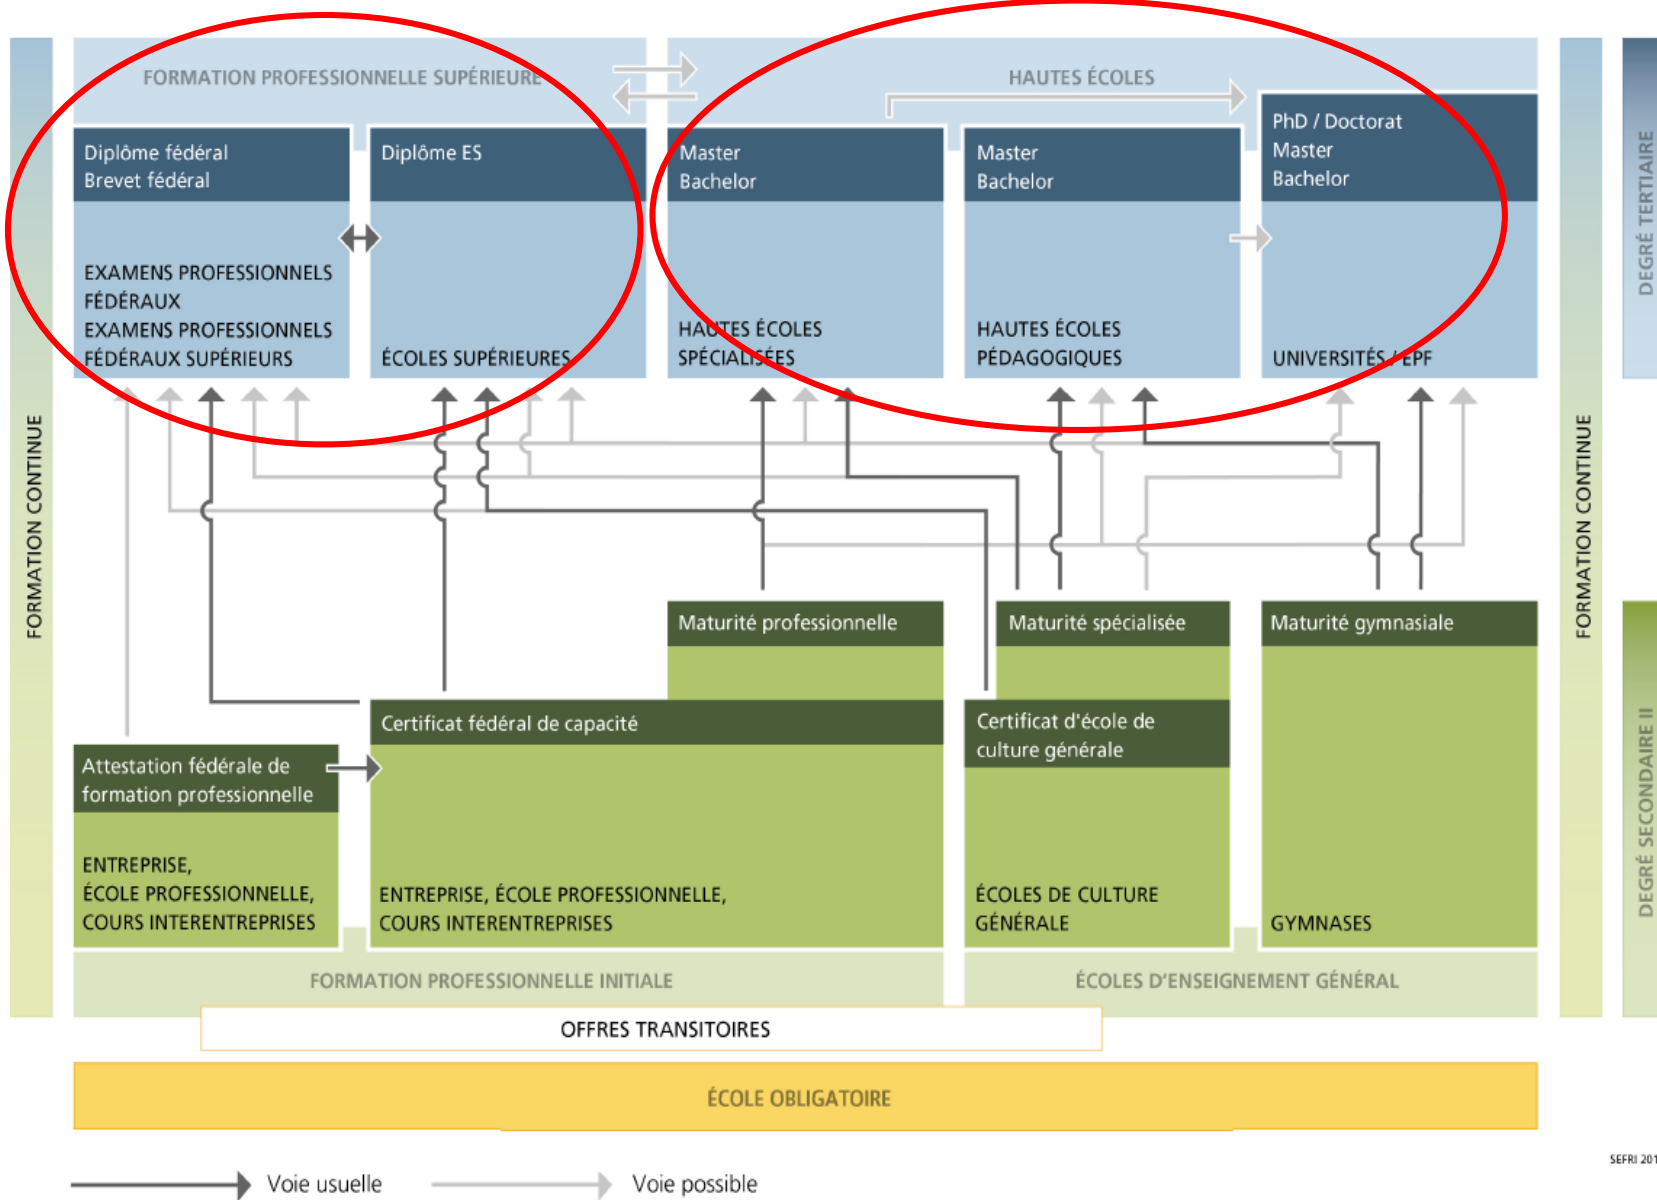 FORMATION PROFESSIONNELLE SUPÉRIEURE
HAUTES ÉCOLES
Diplôme fédéral
Brevet fédéral
Diplôme ES
Master
Bachelor
Master
Bachelor
PhD / Doctorat
Master
Bachelor
EXAMENS PROFESSIONNELS
FÉDÉRAUX
EXAMENS PROFESSIONNELS
FÉDÉRAUX SUPÉRIEURS
ÉCOLES SUPÉRIEURES
HAUTES ÉCOLES
SPÉCIALISÉES
HAUTES ÉCOLES
PÉDAGOGIQUES
UNIVERSITÉS / EPF
DEGRÉ TERTIAIRE
FORMATION CONTINUE
FORMATION CONTINUE
Maturité professionnelle
Maturité spécialisée
Maturité gymnasiale
Certificat fédéral de capacité
Certificat d'école de
culture générale
Attestation fédérale de
formation professionnelle
ENTREPRISE,
ÉCOLE PROFESSIONNELLE,
COURS INTERENTREPRISES
ENTREPRISE, ÉCOLE PROFESSIONNELLE,
COURS INTERENTREPRISES
ÉCOLES DE CULTURE
GÉNÉRALE
GYMNASES
DEGRÉ SECONDAIRE II
FORMATION PROFESSIONNELLE INITIALE
ÉCOLES D'ENSEIGNEMENT GÉNÉRAL
OFFRES TRANSITOIRES
ÉCOLE OBLIGATOIRE
SEFRI 201
Voie usuelle
Voie possible